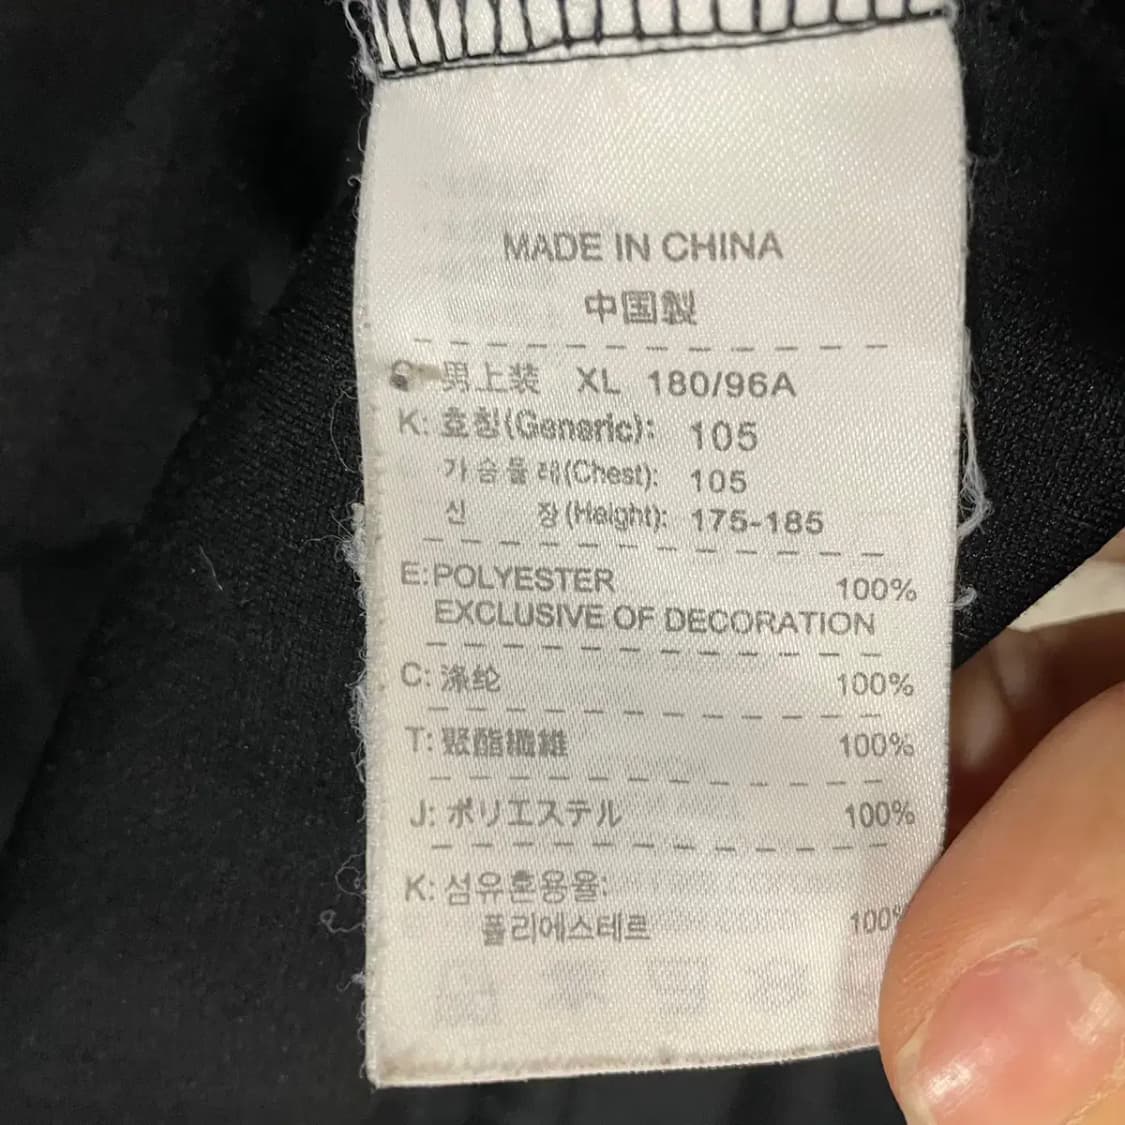 MADE IN CHINA
中国製
男上装 XL 180/96A
K: 호칭(Generic): 105
가슴둘레(Chest): 105
신 장(Height): 175-185
E:POLYESTER 100%
EXCLUSIVE OF DECORATION
C: 涤纶 100%
T: 聚酯纖維 100%
J: ポリエステル 100%
K: 섬유혼용율:
폴리에스테르 100%